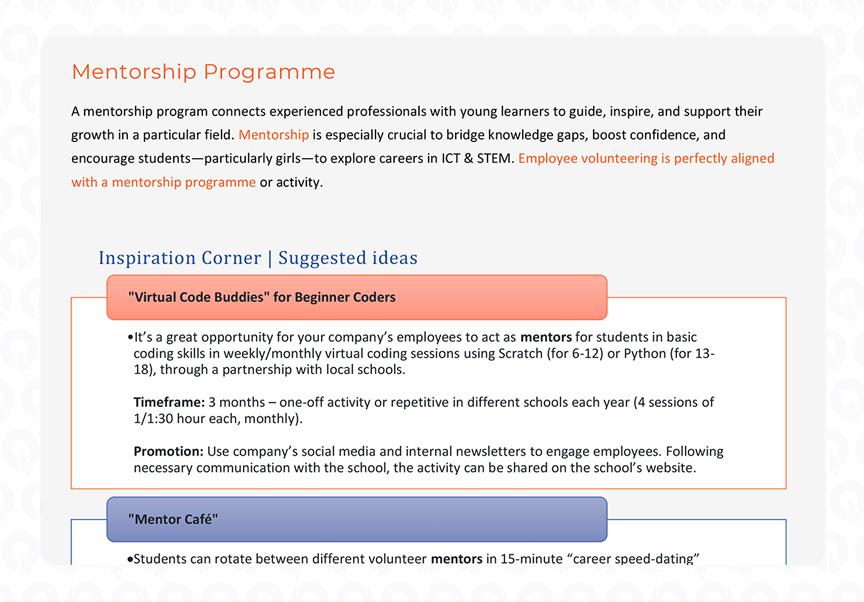 Mentorship Programme
A mentorship program connects experienced professionals with young learners to guide, inspire, and support their
growth in a particular field. Mentorship is especially crucial to bridge knowledge gaps, boost confidence, and
encourage students—particularly girls—to explore careers in ICT & STEM. Employee volunteering is perfectly aligned
with a mentorship programme or activity.
Inspiration Corner | Suggested ideas
"Virtual Code Buddies" for Beginner Coders
•It’s a great opportunity for your company’s employees to act as mentors for students in basic
coding skills in weekly/monthly virtual coding sessions using Scratch (for 6-12) or Python (for 13-
18), through a partnership with local schools.
Timeframe: 3 months – one-off activity or repetitive in different schools each year (4 sessions of
1/1:30 hour each, monthly).
Promotion: Use company’s social media and internal newsletters to engage employees. Following
necessary communication with the school, the activity can be shared on the school’s website.
"Mentor Café"
•Students can rotate between different volunteer mentors in 15-minute “career speed-dating”